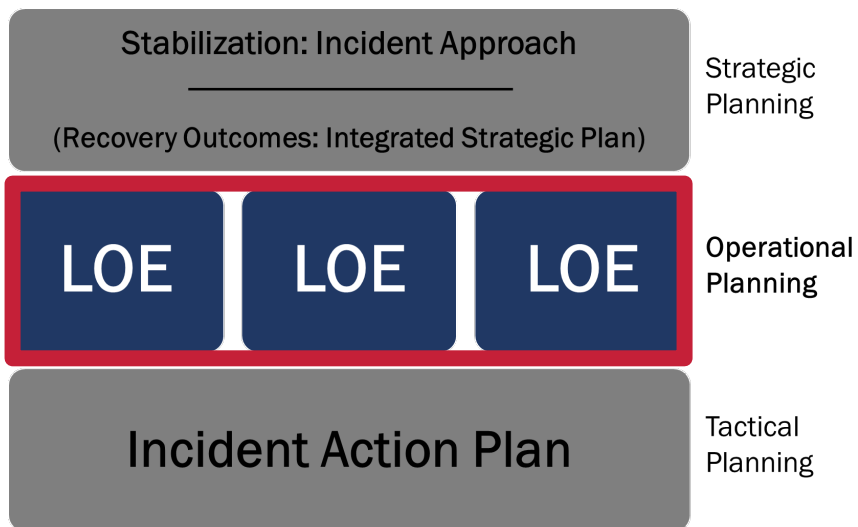 Stabilization: Incident Approach
(Recovery Outcomes: Integrated Strategic Plan)
Strategic
Planning
LOE
LOE
LOE
Operational
Planning
Incident Action Plan
Tactical
Planning